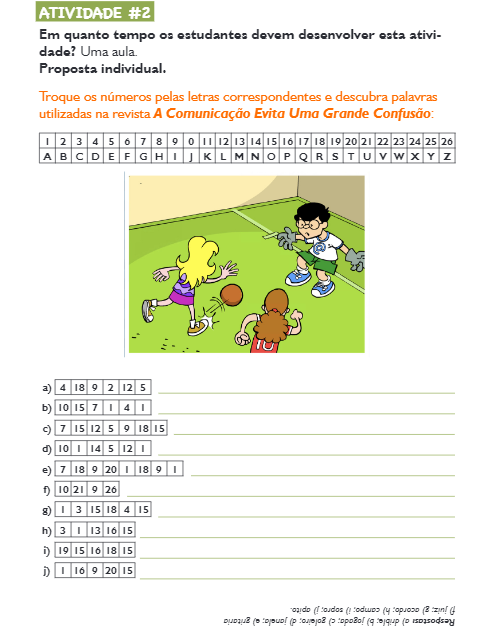 ATIVIDADE #2
Em quanto tempo os estudantes devem desenvolver esta ativi-
dade? Uma aula.
Proposta individual.
Troque os números pelas letras correspondentes e descubra palavras
utilizadas na revista A Comunicação Evita Uma Grande Confusão:
1 2 3 4 5 6 7 8 9 0 11 12 13 14 15 16 17 18 19 20 21 22 23 24 25 26
A B C D E F G H I J K L M N O P Q R S T U V W X Y Z
@
10
a) 4 18 9 2 12 5
b) 10 15 7 1 4 1
c) 7 15 12 5 9 18 15
d) 10 1 14 5 12 1
e) 7 18 9 20 1 18 9 1
f) 10 21 9 26
g) 1 3 15 18 4 15
h) 3 1 13 16 15
i) 19 15 16 18 15
j) 1 16 9 20 15
Respostas: a) drible; b) jogada; c) goleiro; d) janela; e) gritaria
f) juiz; g) acordo; h) campo; i) sopro; j) apito.